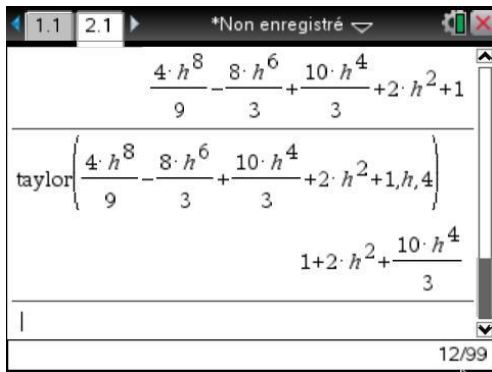 1.1 2.1 *Non enregistré
4·h^8/9 - 8·h^6/3 + 10·h^4/3 + 2·h^2+1
taylor(4·h^8/9 - 8·h^6/3 + 10·h^4/3 + 2·h^2+1,h,4)
1+2·h^2 + 10·h^4/3
12/99